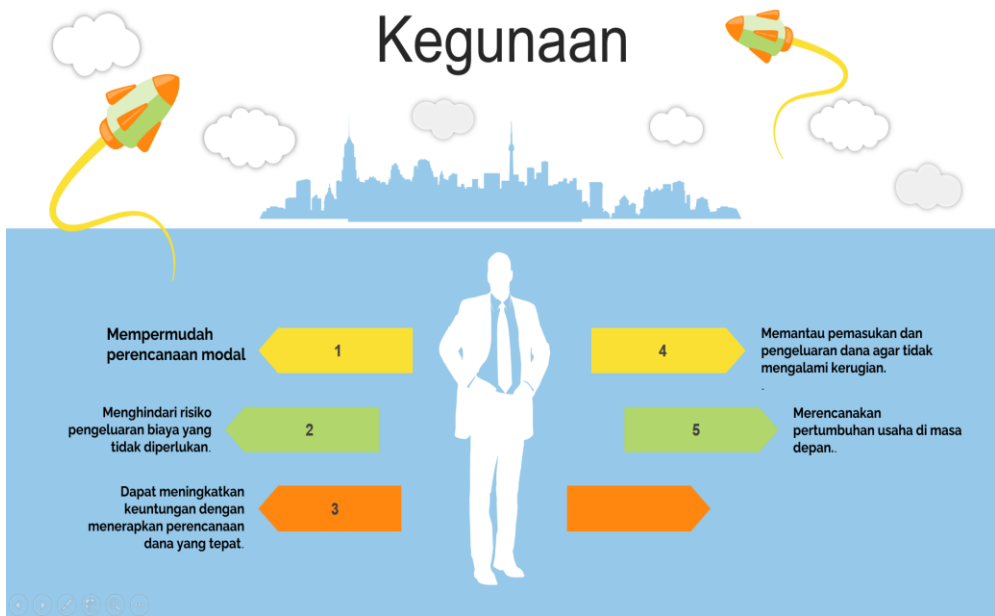 Kegunaan
Mempermudah
perencanaan modal
1
Menghindari risiko
pengeluaran biaya yang
tidak diperlukan.
2
Dapat meningkatkan
keuntungan dengan
menerapkan perencanaan
dana yang tepat.
3
4
Memantau pemasukan dan
pengeluaran dana agar tidak
mengalami kerugian.
.
5
Merencanakan
pertumbuhan usaha di masa
depan..